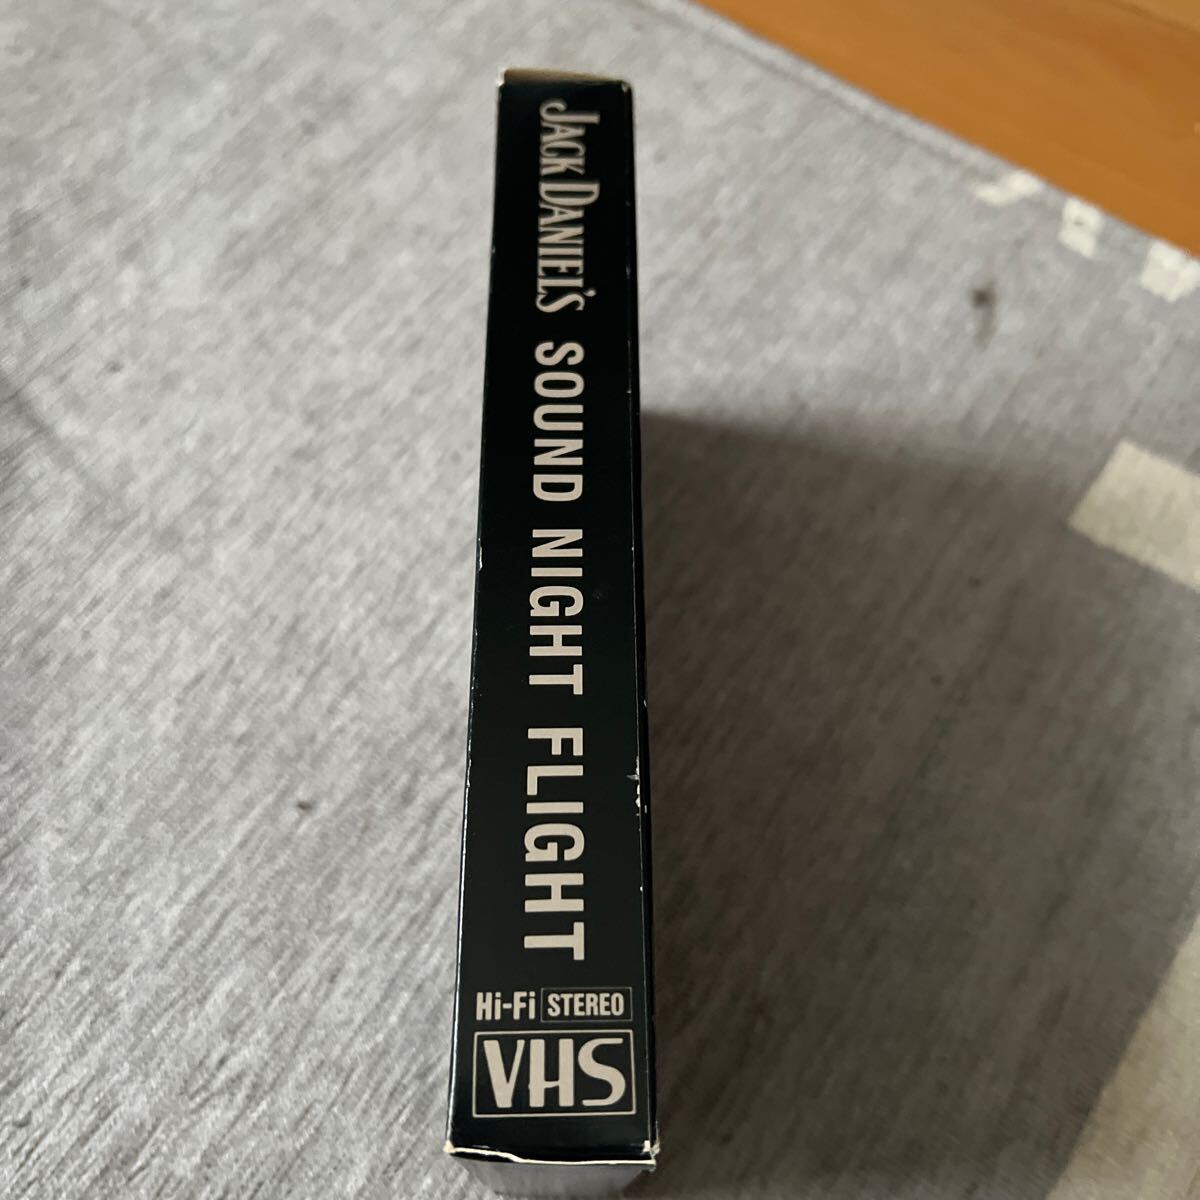 JACK DANIEL'S SOUND NIGHT FLIGHT
Hi-Fi STEREO
VHS